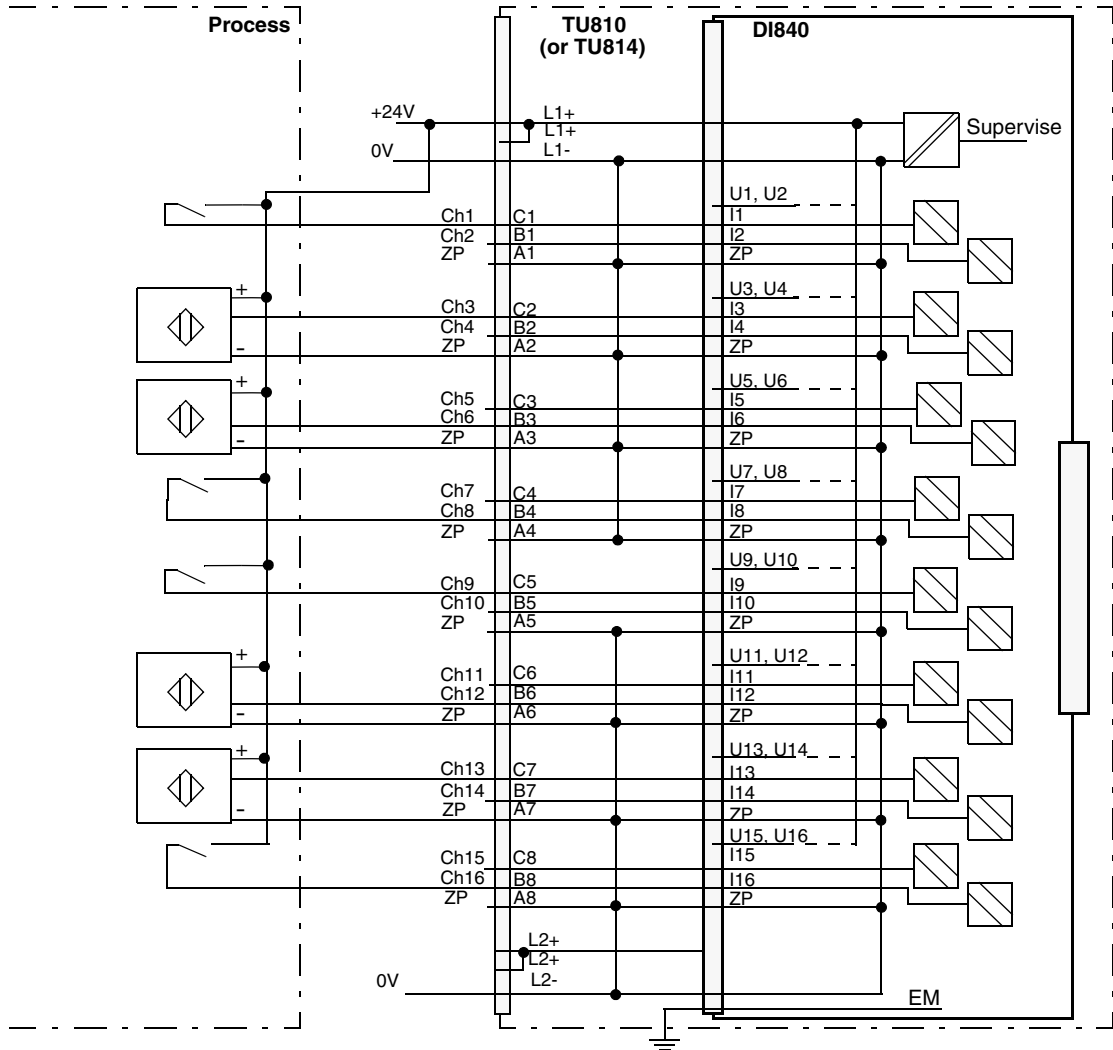 Process
TU810
(or TU814)
DI840
+24V
L1+
L1+
0V
L1-
Supervise
U1, U2
Ch1 C1 I1
Ch2 B1 I2
ZP A1 ZP
+
U3, U4
Ch3 C2 I3
Ch4 B2 I4
- ZP A2 ZP
+
U5, U6
Ch5 C3 I5
Ch6 B3 I6
- ZP A3 ZP
U7, U8
Ch7 C4 I7
Ch8 B4 I8
ZP A4 ZP
U9, U10
Ch9 C5 I9
Ch10 B5 I10
ZP A5 ZP
+
U11, U12
Ch11 C6 I11
Ch12 B6 I12
- ZP A6 ZP
+
U13, U14
Ch13 C7 I13
Ch14 B7 I14
- ZP A7 ZP
U15, U16
Ch15 C8 I15
Ch16 B8 I16
ZP A8 ZP
L2+
L2+
0V L2-
EM